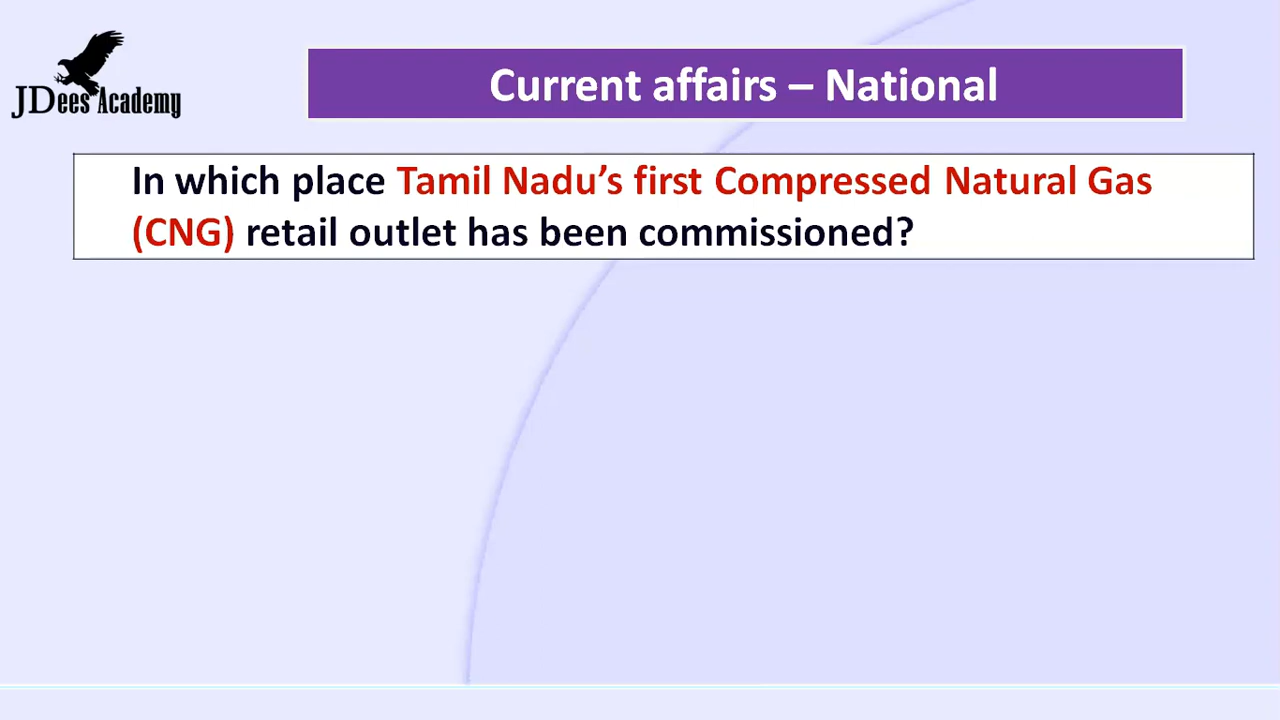 JDees Academy
Current affairs – National
In which place Tamil Nadu’s first Compressed Natural Gas
(CNG) retail outlet has been commissioned?